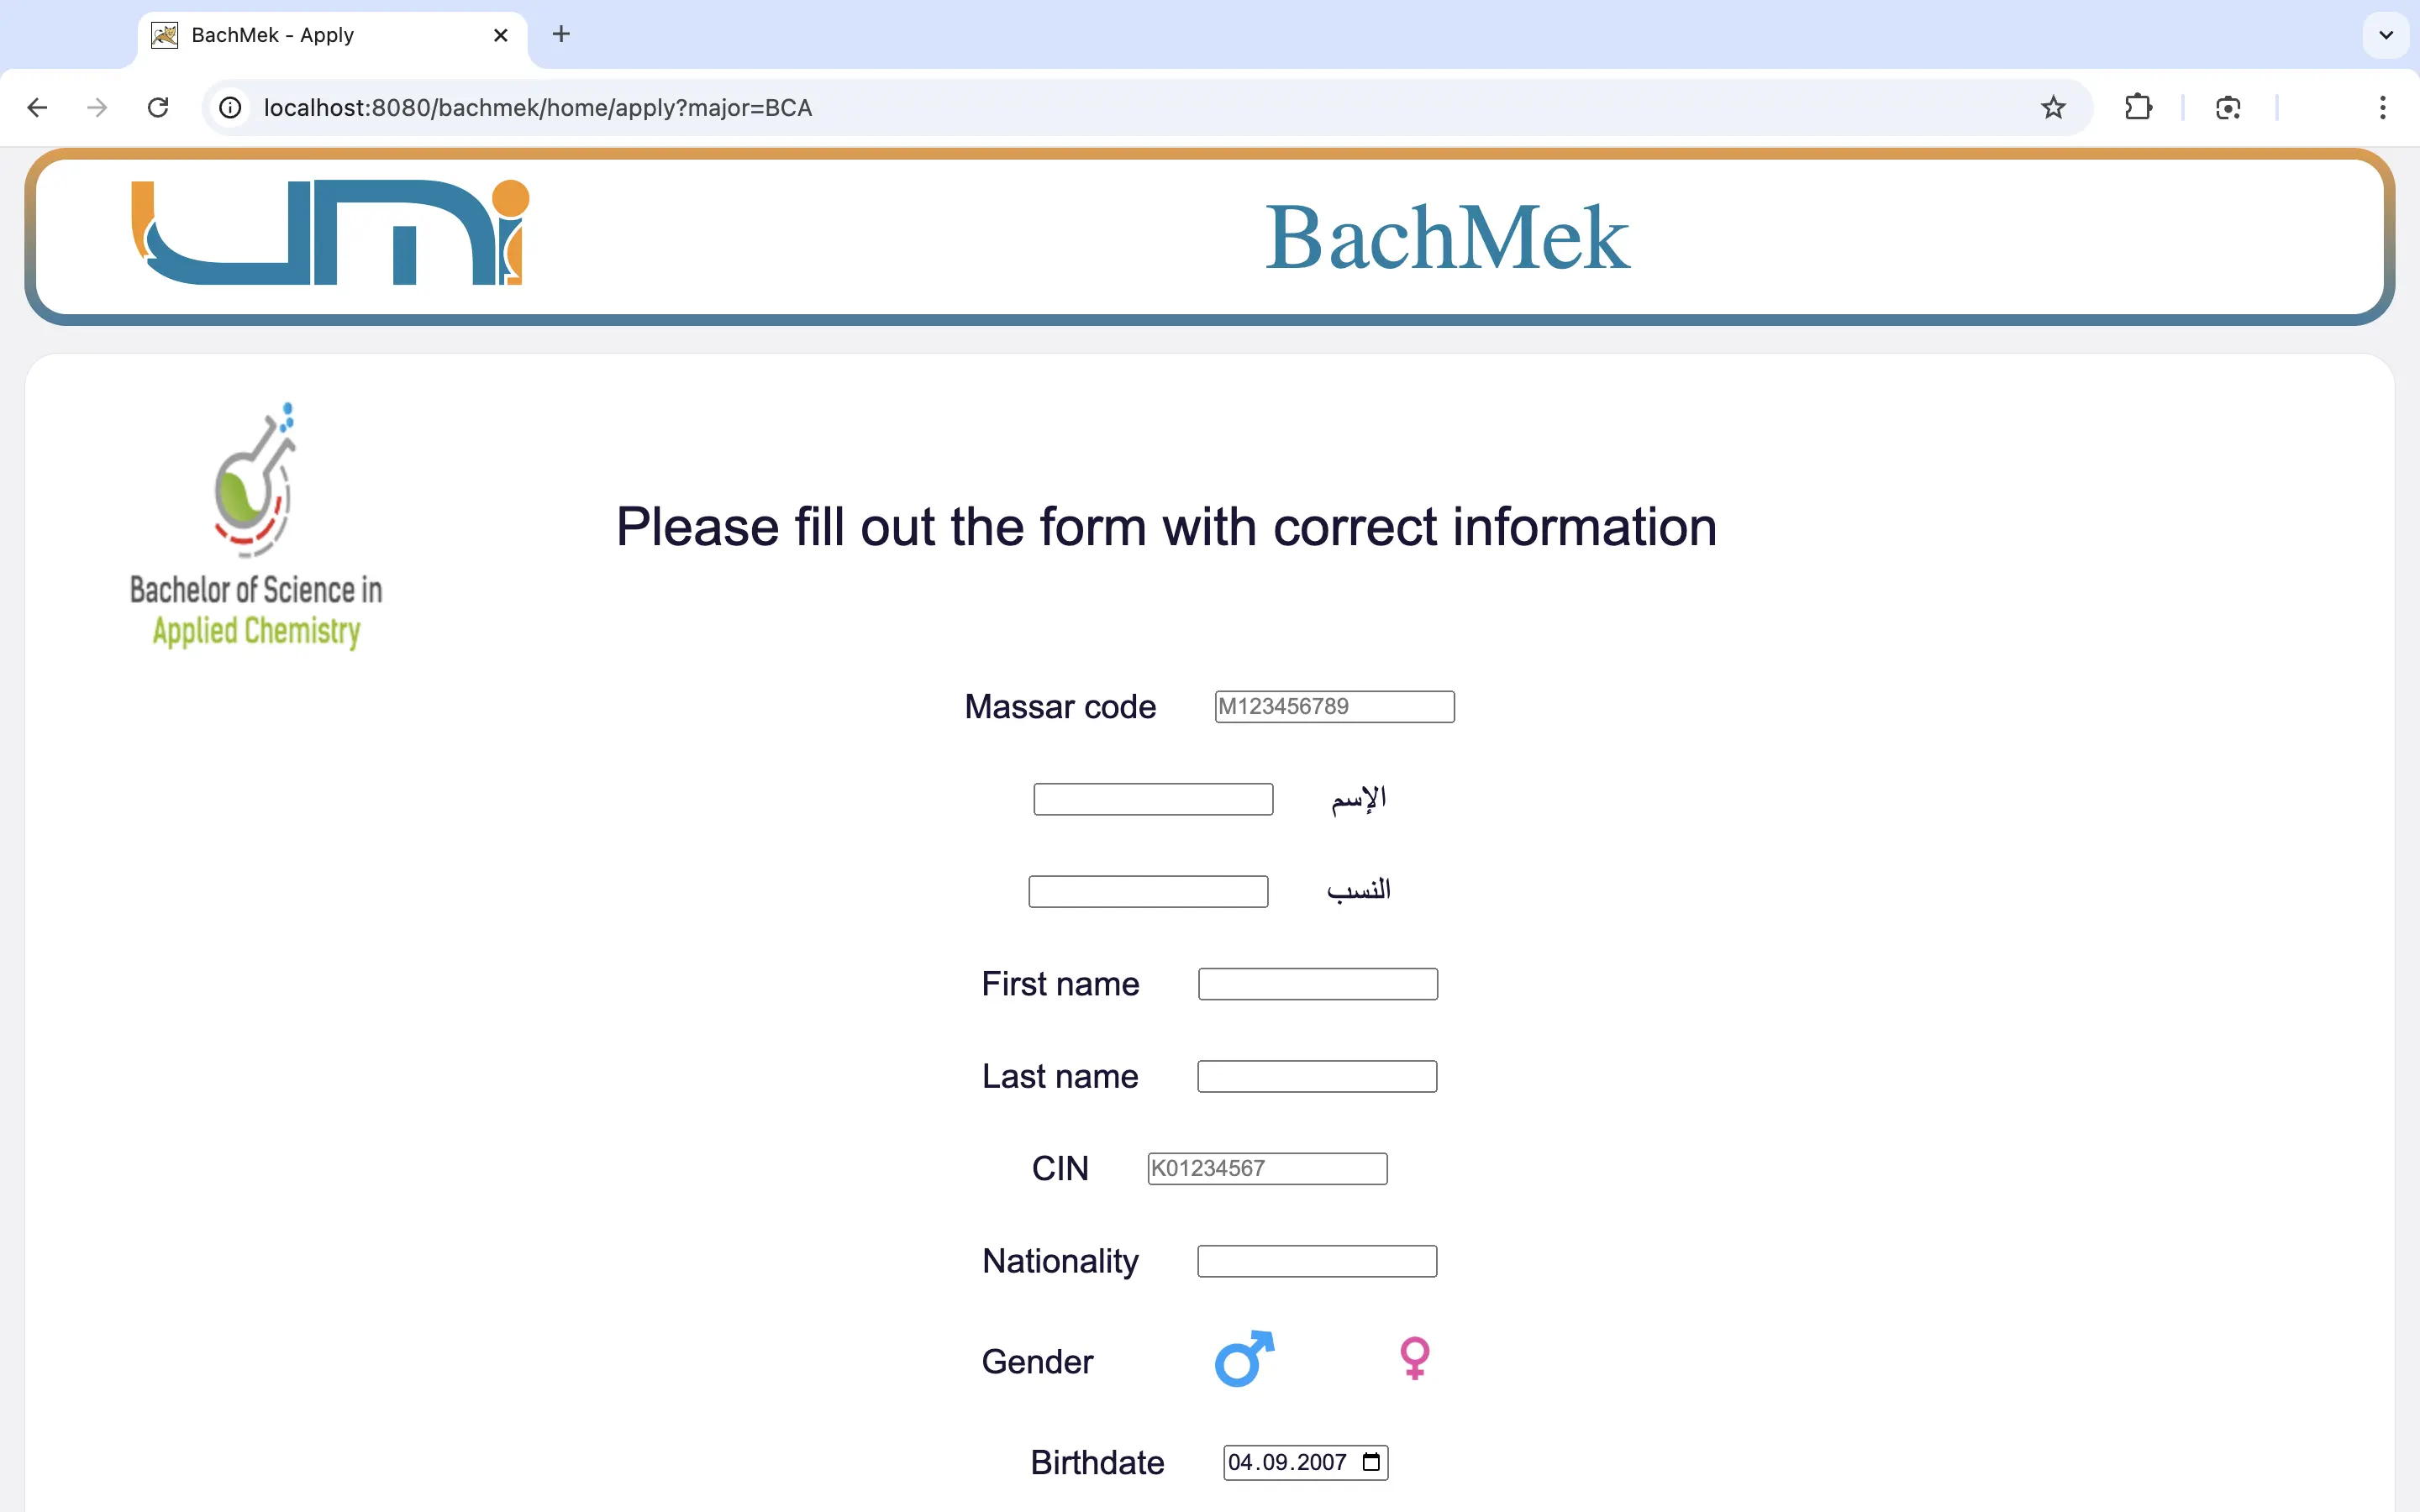 BachMek - Apply
localhost:8080/bachmek/home/apply?major=BCA
umi
BachMek
Bachelor of Science in
Applied Chemistry
Please fill out the form with correct information
Massar code M123456789
الإسم
النسب
First name
Last name
CIN K01234567
Nationality
Gender
Birthdate 04.09.2007